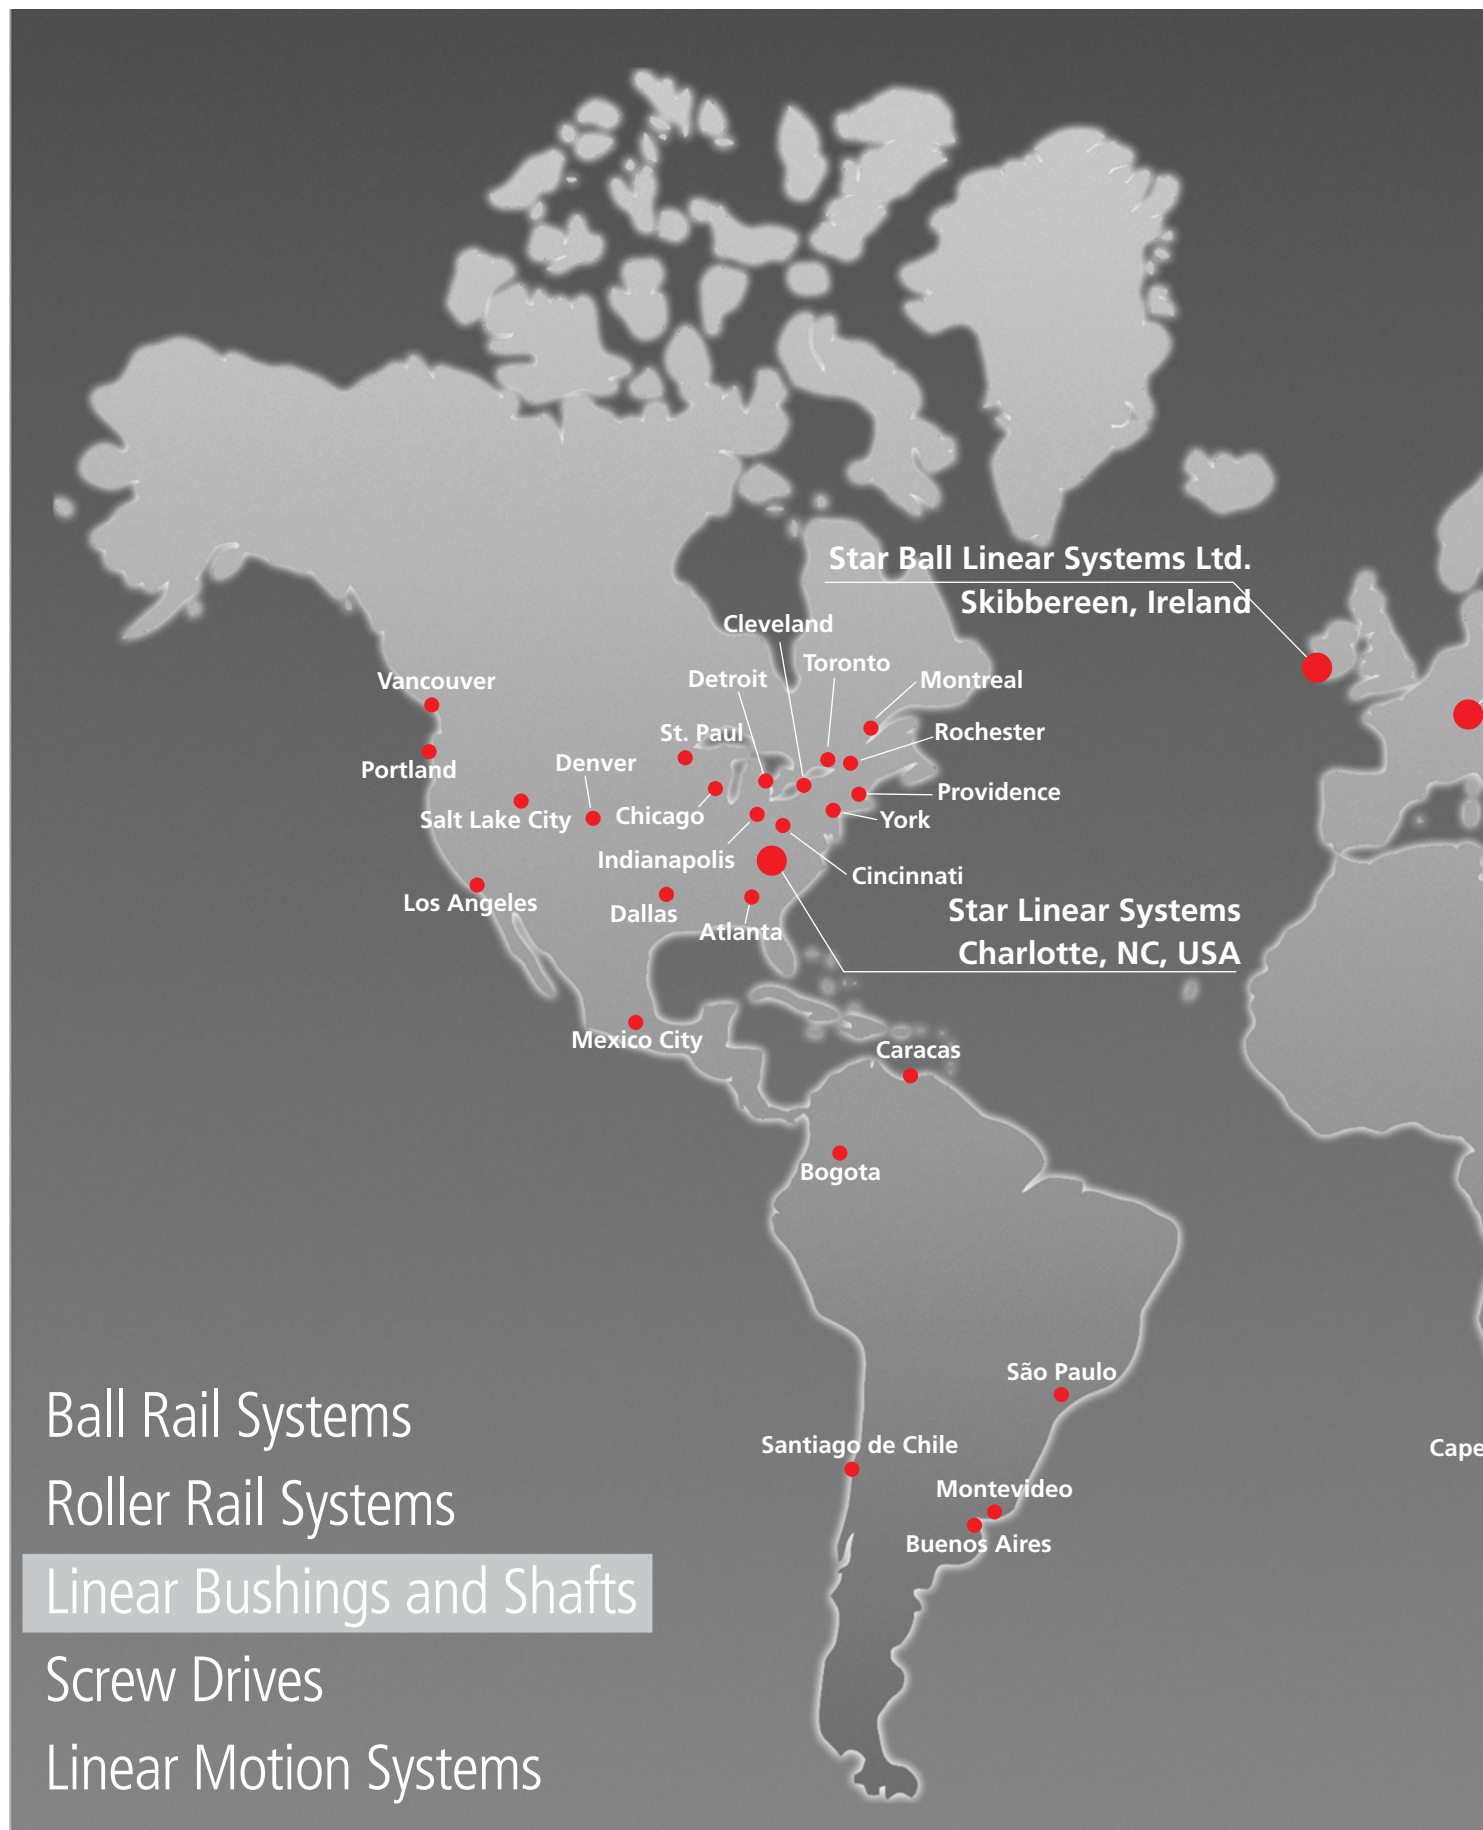 Star Ball Linear Systems Ltd.
Skibbereen, Ireland
Cleveland
Toronto
Detroit
Montreal
Vancouver
St. Paul
Rochester
Denver
Portland
Providence
Chicago
Salt Lake City
York
Indianapolis
Cincinnati
Los Angeles
Dallas
Atlanta
Star Linear Systems
Charlotte, NC, USA
Mexico City
Caracas
Bogota
São Paulo
Santiago de Chile
Cape
Montevideo
Buenos Aires
Ball Rail Systems
Roller Rail Systems
Linear Bushings and Shafts
Screw Drives
Linear Motion Systems